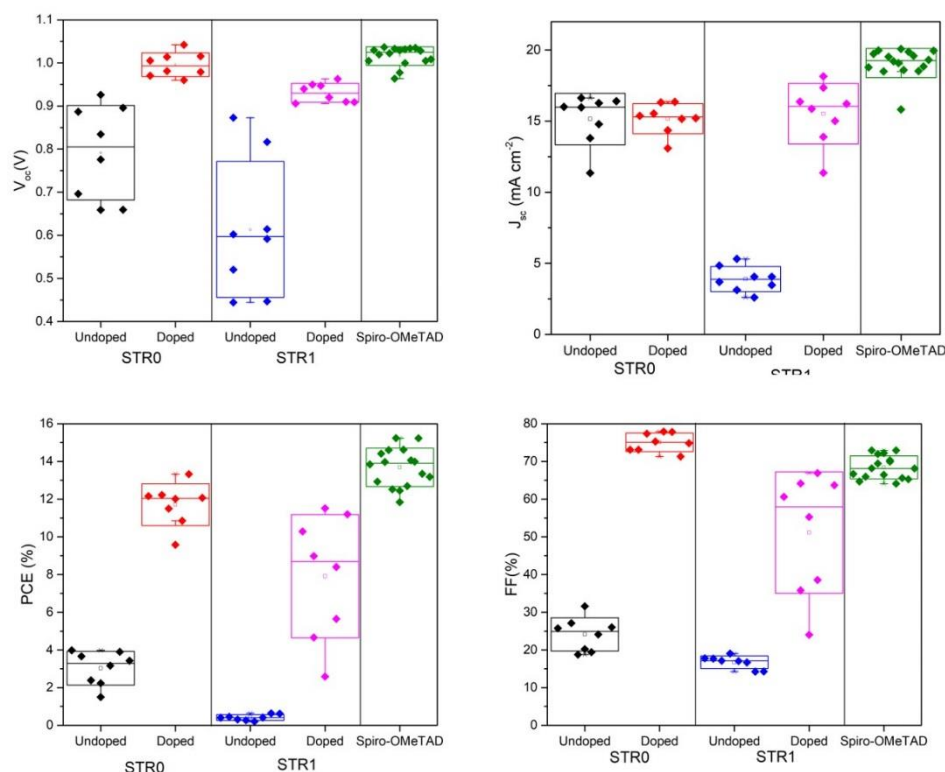 1.1
1.0
0.9
0.8
0.7
0.6
0.5
0.4
Voc(V)
Undoped Doped Undoped Doped Spiro-OMeTAD
STR0 STR1
20
15
10
5
0
Jsc (mA cm-2)
Undoped Doped Undoped Doped Spiro-OMeTAD
STR0 STR1
16
14
12
10
8
6
4
2
0
PCE (%)
Undoped Doped Undoped Doped Spiro-OMeTAD
STR0 STR1
80
70
60
50
40
30
20
10
0
FF(%)
Undoped Doped Undoped Doped Spiro-OMeTAD
STR0 STR1